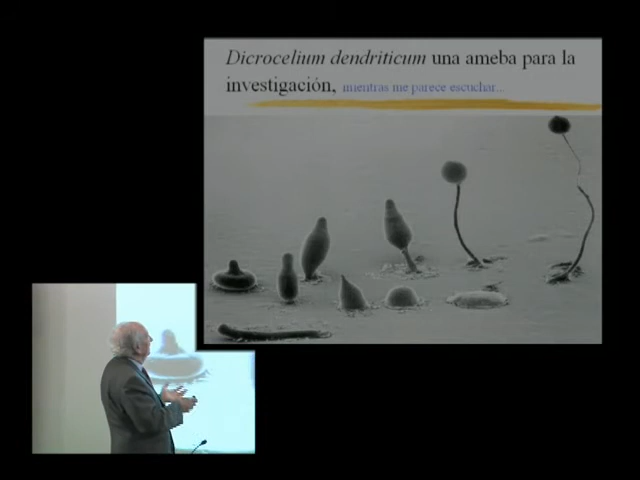 Dicrocelium dendriticum una ameba para la
investigación, mientras me parece escuchar...